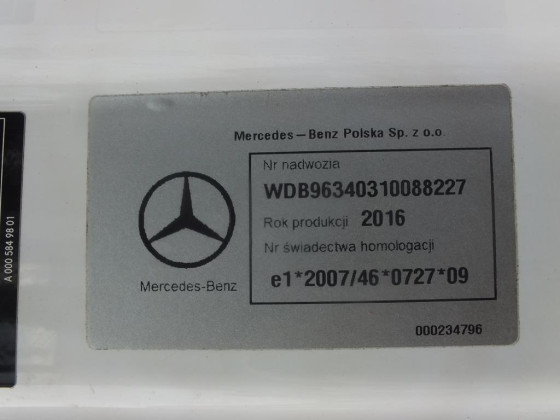 Mercedes – Benz Polska Sp. z o.o.
Nr nadwozia
WDB96340310088227
Rok produkcji 2016
Nr świadectwa homologacji
e1*2007/46*0727*09
Mercedes-Benz
000234796
A 000 584 98 01